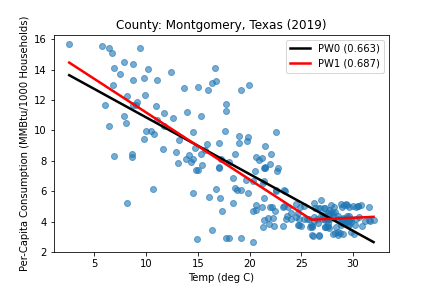 County: Montgomery, Texas (2019)
Per-Capita Consumption (MMBtu/1000 Households)
16
14
12
10
8
6
4
2
PW0 (0.663)
PW1 (0.687)
5
10
15
20
25
30
Temp (deg C)